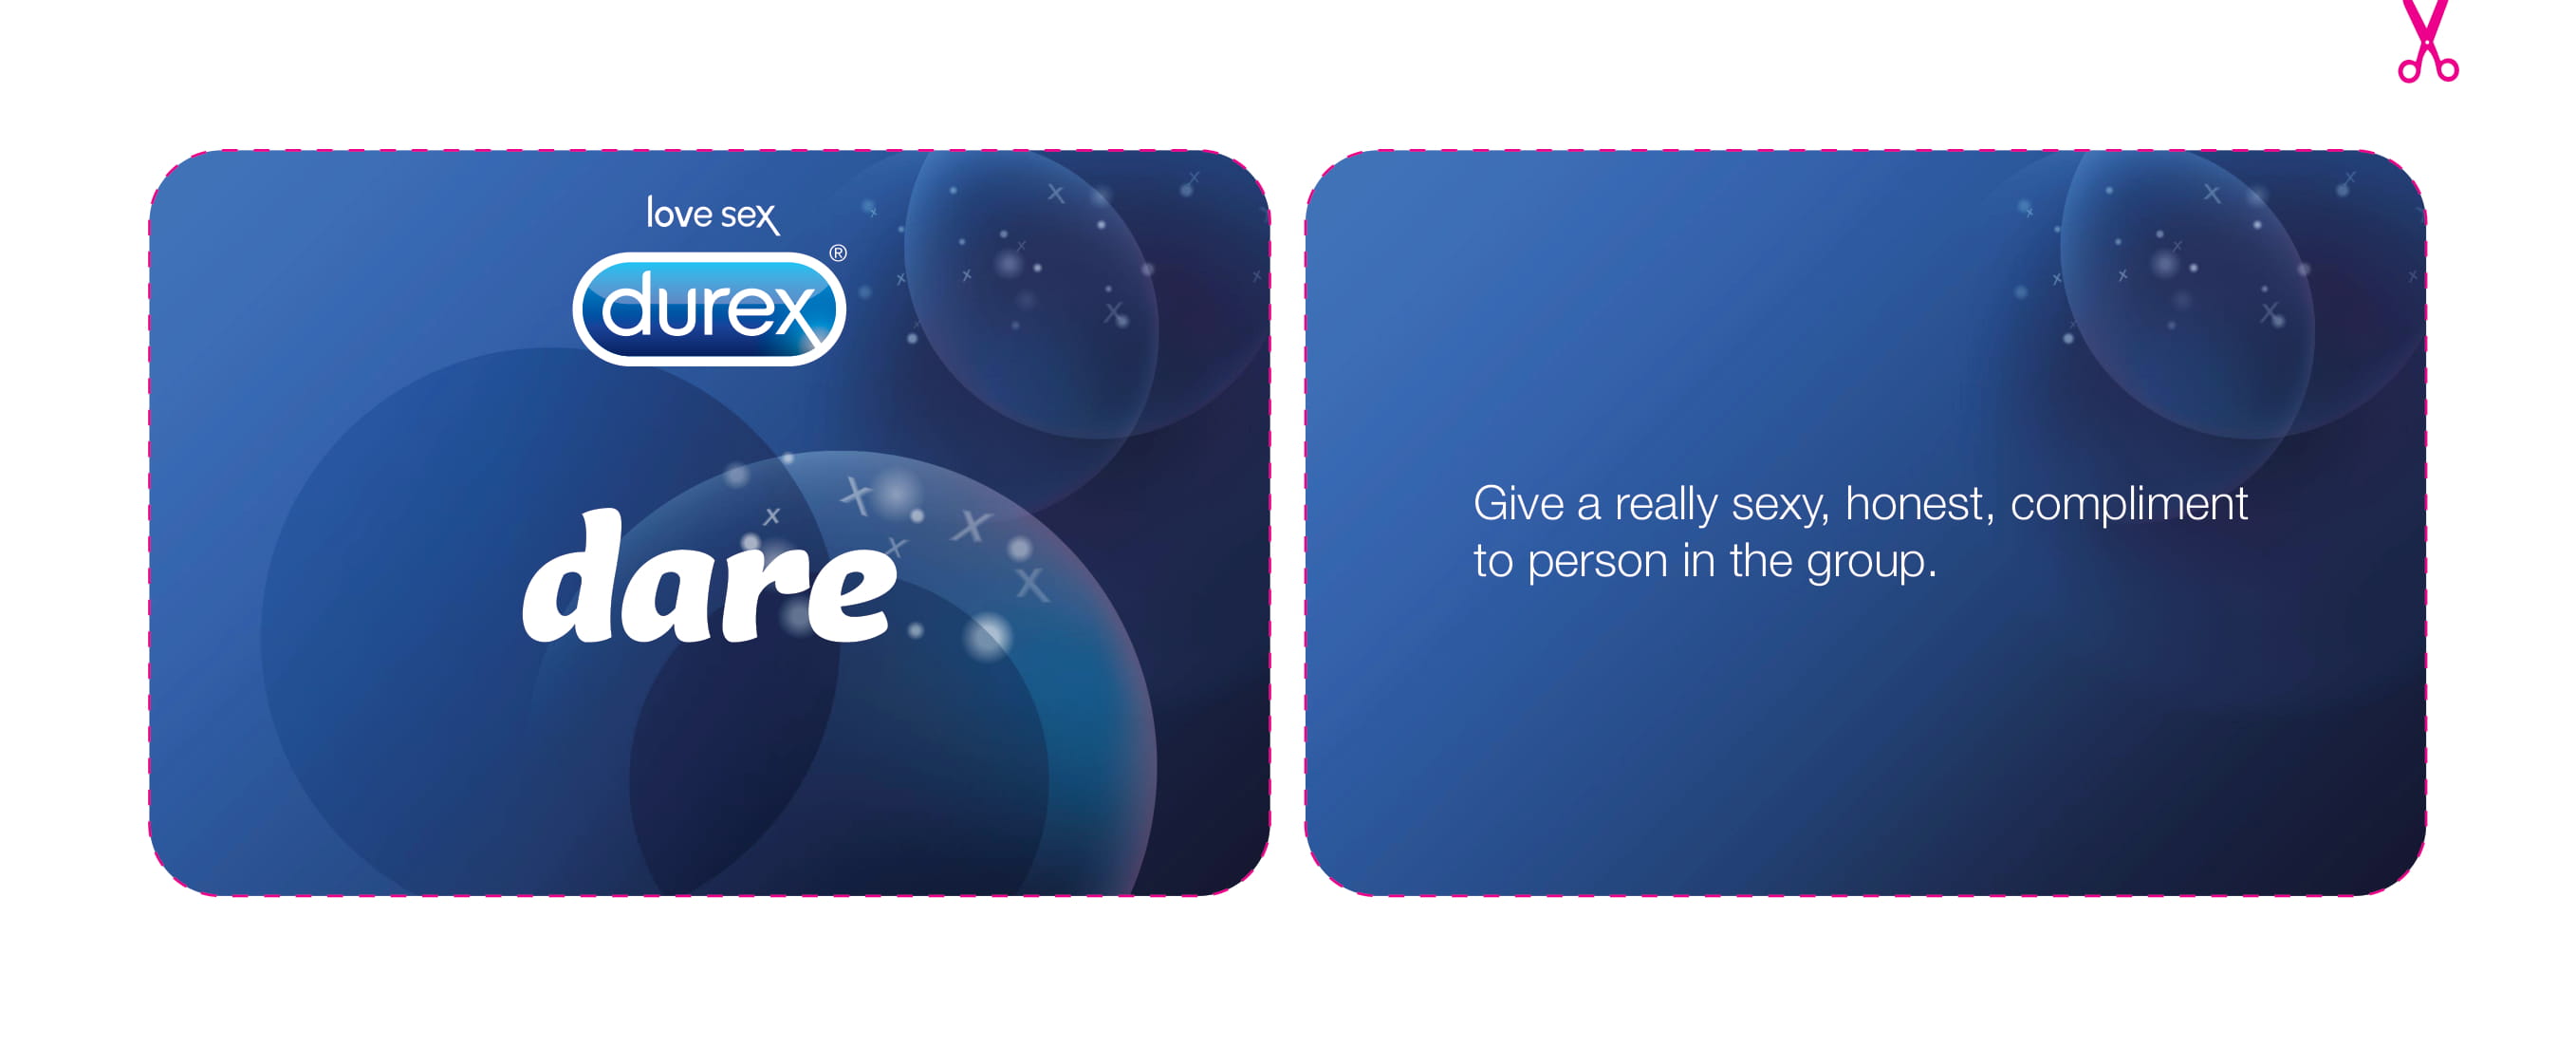 love sex
durex®
dare
Give a really sexy, honest, compliment
to person in the group.